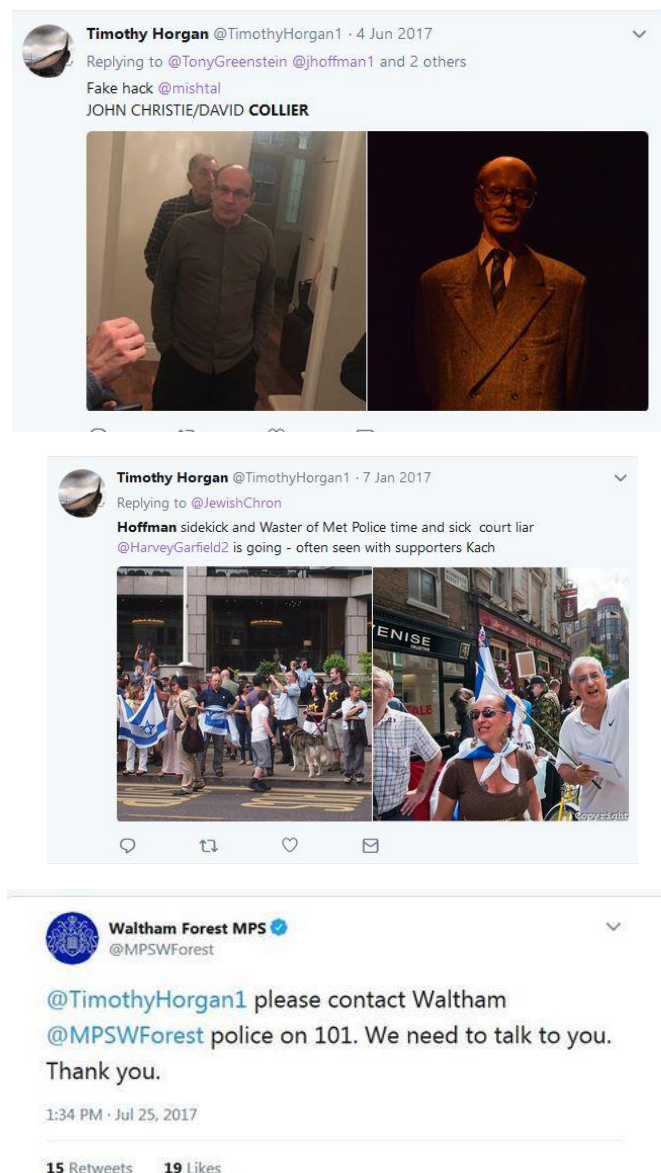 Timothy Horgan @TimothyHorgan1 · 4 Jun 2017
Replying to @TonyGreenstein @jhoffman1 and 2 others
Fake hack @mishtal
JOHN CHRISTIE/DAVID COLLIER
Timothy Horgan @TimothyHorgan1 · 7 Jan 2017
Replying to @JewishChron
Hoffman sidekick and Waster of Met Police time and sick court liar
@HarveyGarfield2 is going - often seen with supporters Kach
ENISE
SALE
Copyright
Waltham Forest MPS
@MPSWForest
@TimothyHorgan1 please contact Waltham
@MPSWForest police on 101. We need to talk to you.
Thank you.
1:34 PM · Jul 25, 2017
15 Retweets 19 Likes